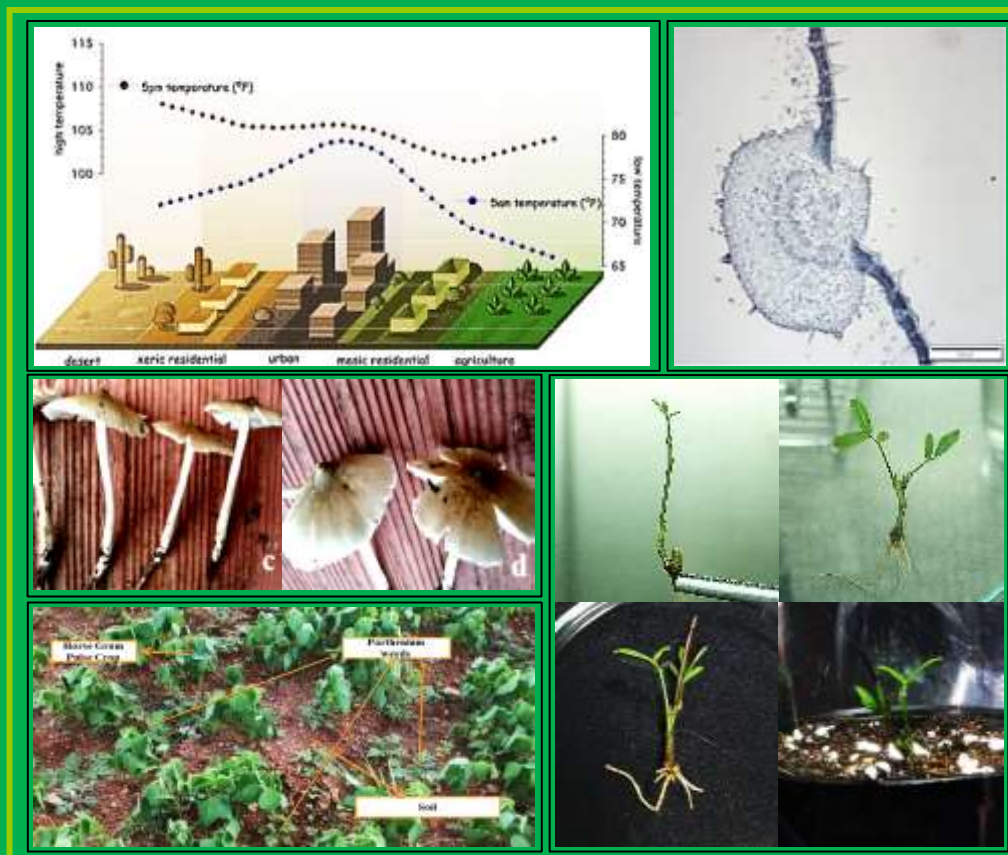 115
110
105
100
high temperature
5pm temperature (°F)
80
75
70
65
low temperature
5am temperature (°F)
desert
xeric residential
urban
mesic residential
agriculture
c
d
Horse Gram
Pulse Crop
Parthenium
weeds
Soil